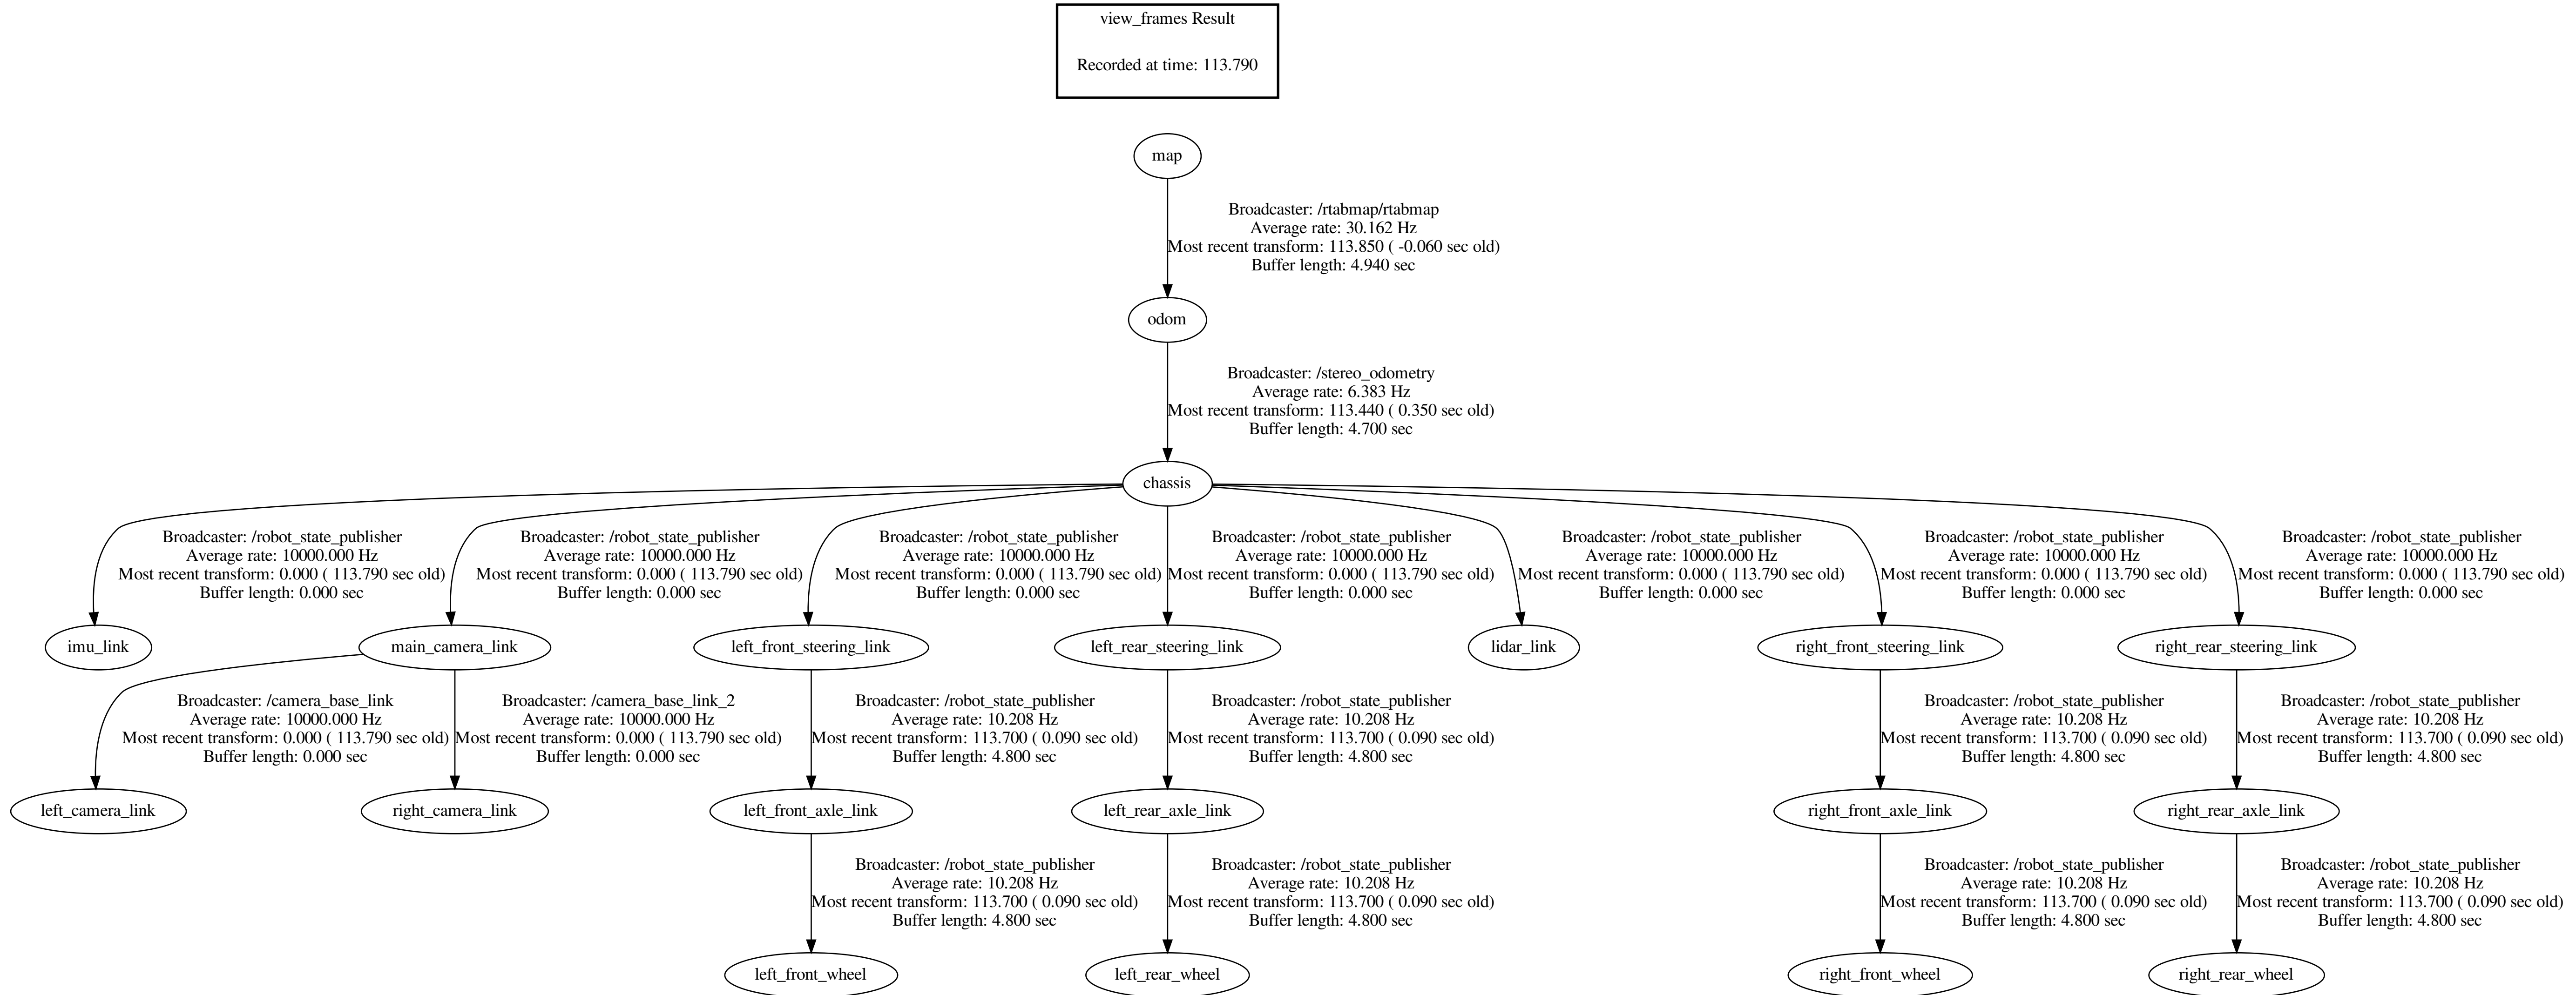 view_frames Result
Recorded at time: 113.790
map
Broadcaster: /rtabmap/rtabmap
Average rate: 30.162 Hz
Most recent transform: 113.850 ( -0.060 sec old)
Buffer length: 4.940 sec
odom
Broadcaster: /stereo_odometry
Average rate: 6.383 Hz
Most recent transform: 113.440 ( 0.350 sec old)
Buffer length: 4.700 sec
chassis
Broadcaster: /robot_state_publisher
Average rate: 10000.000 Hz
Most recent transform: 0.000 ( 113.790 sec old)
Buffer length: 0.000 sec
Broadcaster: /robot_state_publisher
Average rate: 10000.000 Hz
Most recent transform: 0.000 ( 113.790 sec old)
Buffer length: 0.000 sec
Broadcaster: /robot_state_publisher
Average rate: 10000.000 Hz
Most recent transform: 0.000 ( 113.790 sec old)
Buffer length: 0.000 sec
Broadcaster: /robot_state_publisher
Average rate: 10000.000 Hz
Most recent transform: 0.000 ( 113.790 sec old)
Buffer length: 0.000 sec
Broadcaster: /robot_state_publisher
Average rate: 10000.000 Hz
Most recent transform: 0.000 ( 113.790 sec old)
Buffer length: 0.000 sec
Broadcaster: /robot_state_publisher
Average rate: 10000.000 Hz
Most recent transform: 0.000 ( 113.790 sec old)
Buffer length: 0.000 sec
Broadcaster: /robot_state_publisher
Average rate: 10000.000 Hz
Most recent transform: 0.000 ( 113.790 sec old)
Buffer length: 0.000 sec
imu_link
main_camera_link
left_front_steering_link
left_rear_steering_link
lidar_link
right_front_steering_link
right_rear_steering_link
Broadcaster: /camera_base_link
Average rate: 10000.000 Hz
Most recent transform: 0.000 ( 113.790 sec old)
Buffer length: 0.000 sec
Broadcaster: /camera_base_link_2
Average rate: 10000.000 Hz
Most recent transform: 0.000 ( 113.790 sec old)
Buffer length: 0.000 sec
Broadcaster: /robot_state_publisher
Average rate: 10.208 Hz
Most recent transform: 113.700 ( 0.090 sec old)
Buffer length: 4.800 sec
Broadcaster: /robot_state_publisher
Average rate: 10.208 Hz
Most recent transform: 113.700 ( 0.090 sec old)
Buffer length: 4.800 sec
Broadcaster: /robot_state_publisher
Average rate: 10.208 Hz
Most recent transform: 113.700 ( 0.090 sec old)
Buffer length: 4.800 sec
Broadcaster: /robot_state_publisher
Average rate: 10.208 Hz
Most recent transform: 113.700 ( 0.090 sec old)
Buffer length: 4.800 sec
left_camera_link
right_camera_link
left_front_axle_link
left_rear_axle_link
right_front_axle_link
right_rear_axle_link
Broadcaster: /robot_state_publisher
Average rate: 10.208 Hz
Most recent transform: 113.700 ( 0.090 sec old)
Buffer length: 4.800 sec
Broadcaster: /robot_state_publisher
Average rate: 10.208 Hz
Most recent transform: 113.700 ( 0.090 sec old)
Buffer length: 4.800 sec
Broadcaster: /robot_state_publisher
Average rate: 10.208 Hz
Most recent transform: 113.700 ( 0.090 sec old)
Buffer length: 4.800 sec
Broadcaster: /robot_state_publisher
Average rate: 10.208 Hz
Most recent transform: 113.700 ( 0.090 sec old)
Buffer length: 4.800 sec
left_front_wheel
left_rear_wheel
right_front_wheel
right_rear_wheel